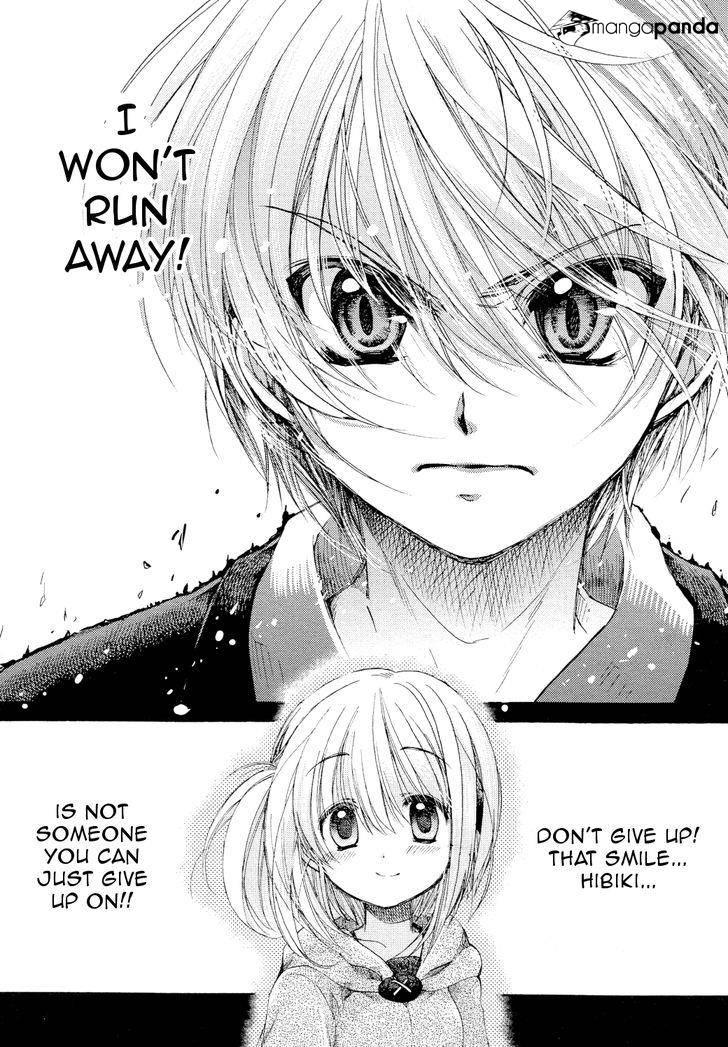 mangapanda
I
WON'T
RUN
AWAY!
DON'T GIVE UP!
THAT SMILE...
HIBIKI...
IS NOT
SOMEONE
YOU CAN
JUST GIVE
UP ON!!